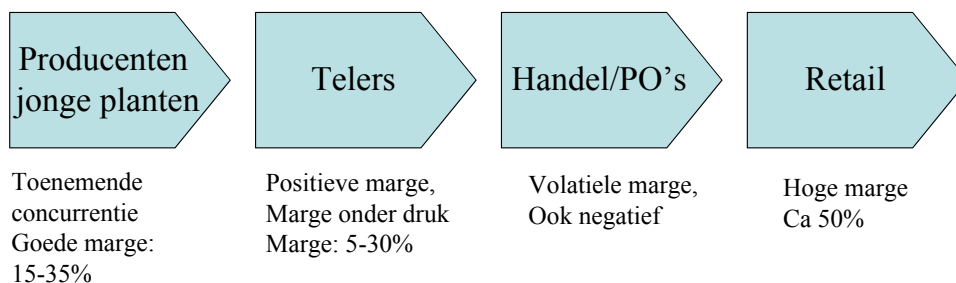 Producenten
jonge planten
Telers
Handel/PO's
Retail
Toenemende
concurrentie
Goede marge:
15-35%
Positieve marge,
Marge onder druk
Marge: 5-30%
Volatiele marge,
Ook negatief
Hoge marge
Ca 50%